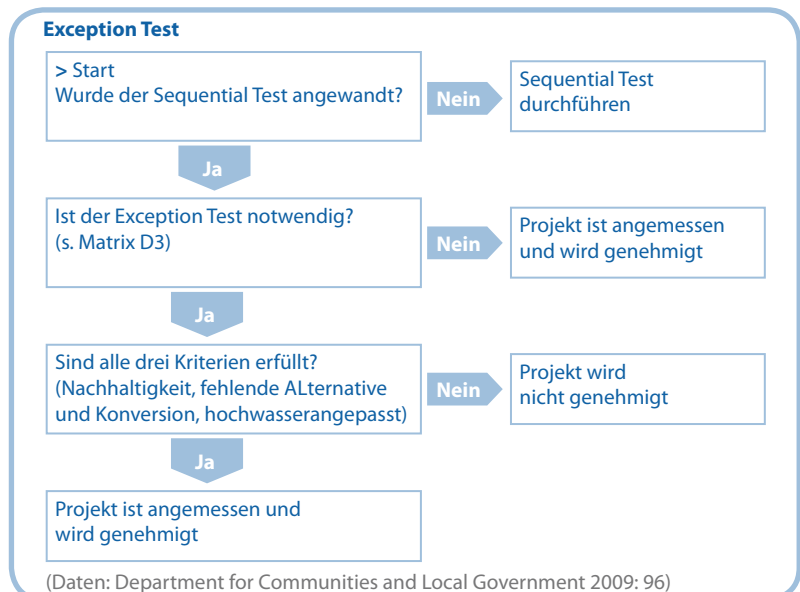 Exception Test
> Start
Wurde der Sequential Test angewandt?
Nein
Sequential Test
durchführen
Ja
Ist der Exception Test notwendig?
(s. Matrix D3)
Nein
Projekt ist angemessen
und wird genehmigt
Ja
Sind alle drei Kriterien erfüllt?
(Nachhaltigkeit, fehlende ALternative
und Konversion, hochwasserangepasst)
Nein
Projekt wird
nicht genehmigt
Ja
Projekt ist angemessen und
wird genehmigt
(Daten: Department for Communities and Local Government 2009: 96)